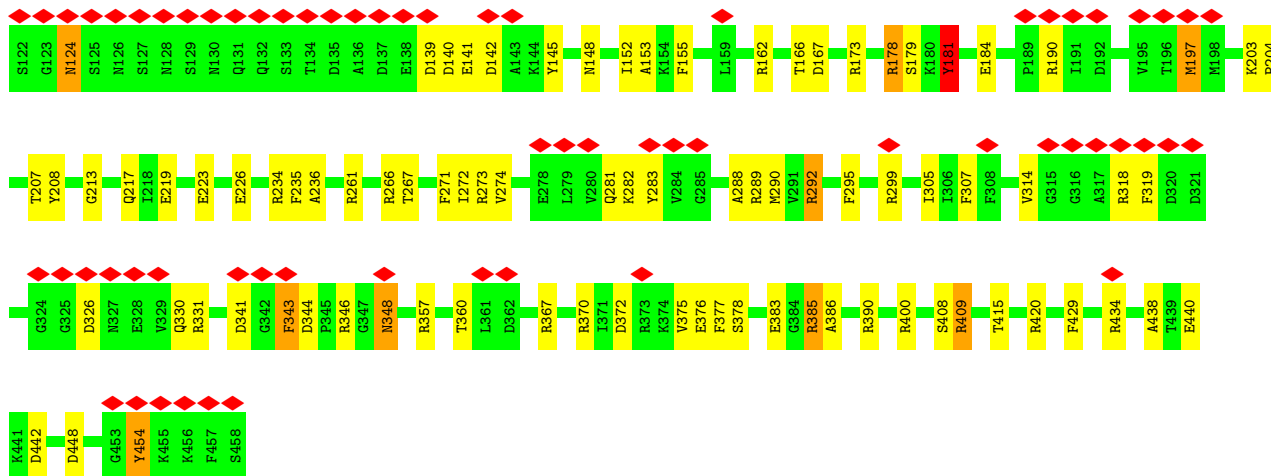 S122 G123 N124 S125 N126 S127 N128 S129 N130 Q131 Q132 S133 T134 D135 A136 D137 E138 D139 D140 E141 D142 A143 K144 Y145 N148 I152 A153 K154 F155 L159 R162 T166 D167 R173 R178 S179 K180 Y181 E184 P189 R190 I191 D192 V195 T196 M197 M198 K203
T207 Y208 G213 Q217 I218 E219 E223 E226 R234 F235 A236 R261 R266 T267 F271 I272 R273 V274 E278 L279 V280 Q281 K282 Y283 V284 G285 A288 R289 M290 V291 R292 F295 R299 I305 I306 F307 F308 V314 G315 G316 A317 R318 F319 D320 D321
G324 G325 D326 N327 E328 V329 Q330 R331 D341 G342 F343 D344 P345 R346 G347 N348 R357 T360 L361 D362 R367 R370 I371 D372 R373 K374 V375 E376 F377 S378 E383 G384 R385 A386 R390 R400 S408 R409 T415 R420 F429 R434 A438 T439 E440
K441 D442 D448 G453 Y454 K455 K456 F457 S458